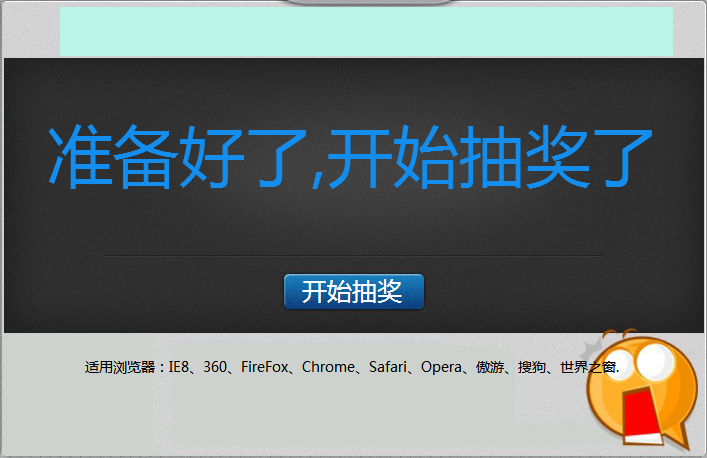 准备好了,开始抽奖了
开始抽奖
适用浏览器：IE8、360、FireFox、Chrome、Safari、Opera、傲游、搜狗、世界之窗.